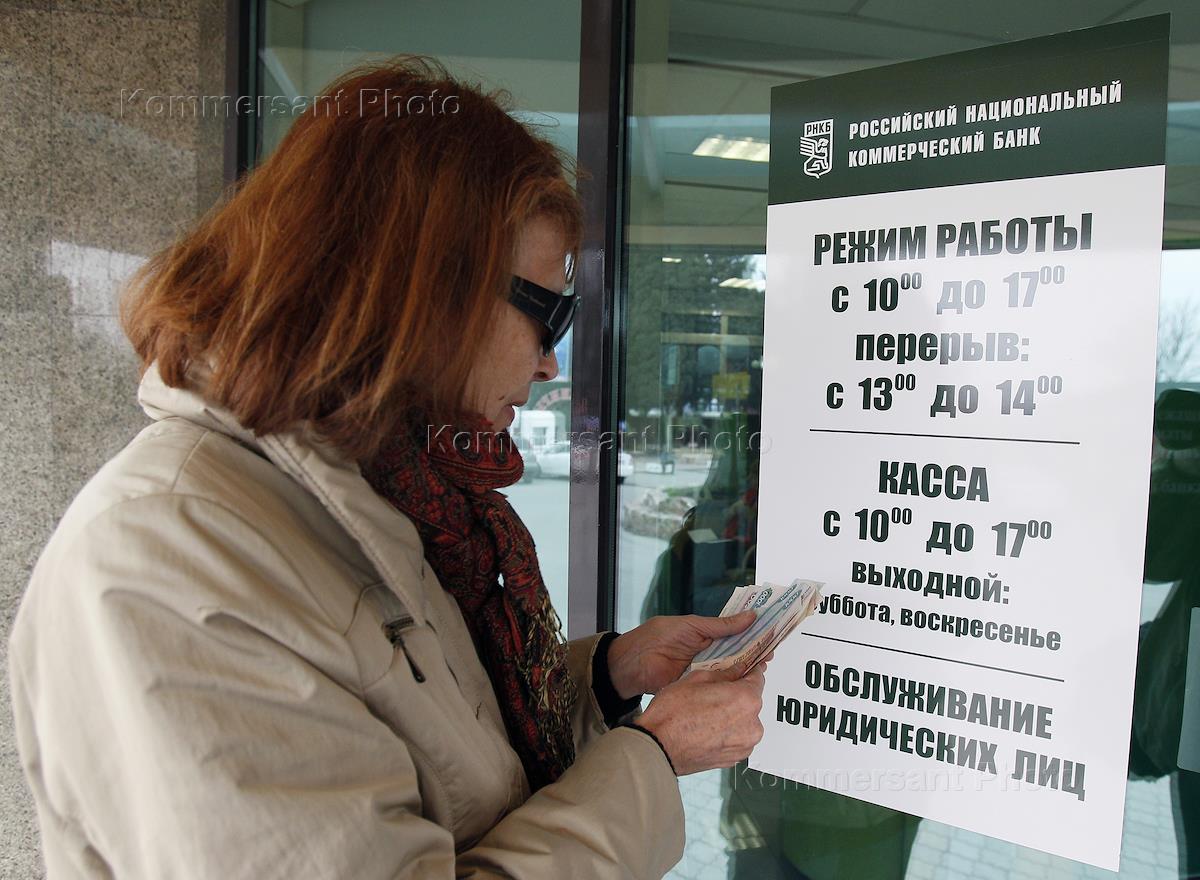 Kommersant Photo
РНКБ
РОССИЙСКИЙ НАЦИОНАЛЬНЫЙ
КОММЕРЧЕСКИЙ БАНК
РЕЖИМ РАБОТЫ
с 10⁰⁰ до 17⁰⁰
перерыв:
с 13⁰⁰ до 14⁰⁰
Kommersant Photo
КАССА
с 10⁰⁰ до 17⁰⁰
выходной:
суббота, воскресенье
ОБСЛУЖИВАНИЕ
ЮРИДИЧЕСКИХ ЛИЦ
Kommersant Photo